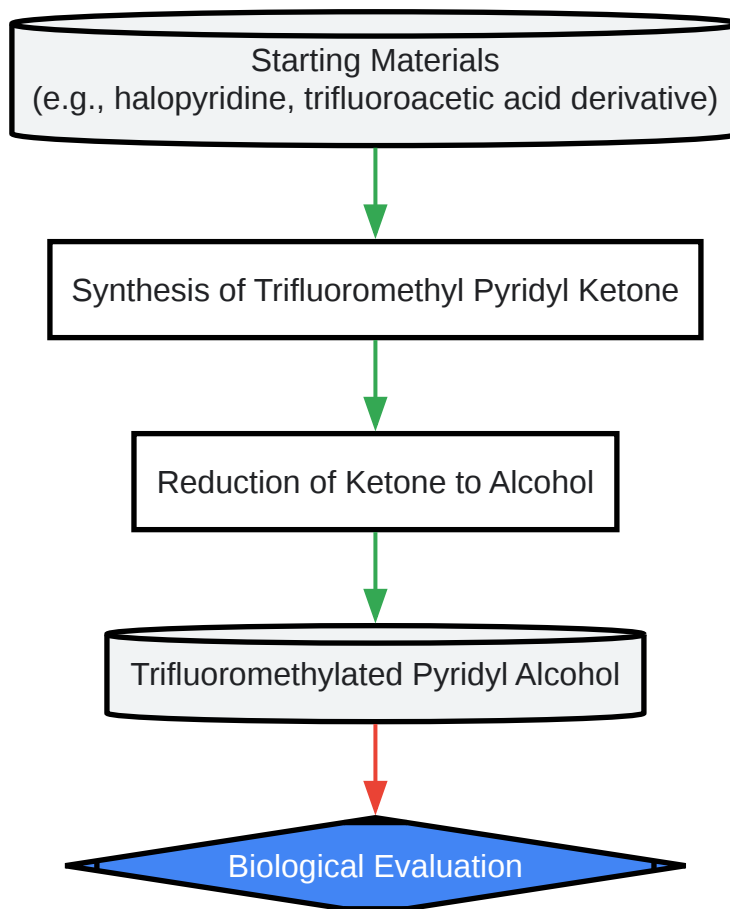 Starting Materials
(e.g., halopyridine, trifluoroacetic acid derivative)
Synthesis of Trifluoromethyl Pyridyl Ketone
Reduction of Ketone to Alcohol
Trifluoromethylated Pyridyl Alcohol
Biological Evaluation